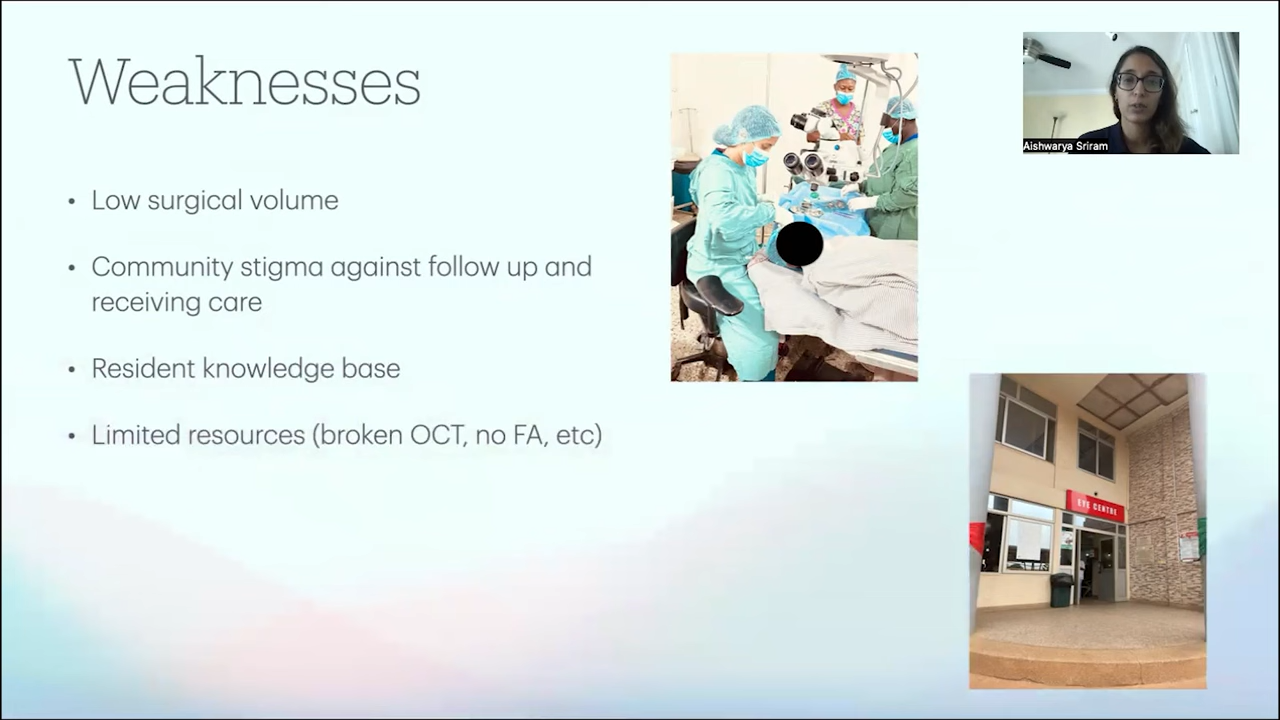 Weaknesses
• Low surgical volume
• Community stigma against follow up and
receiving care
• Resident knowledge base
• Limited resources (broken OCT, no FA, etc)
Aishwarya Sriram
EYE CENTRE